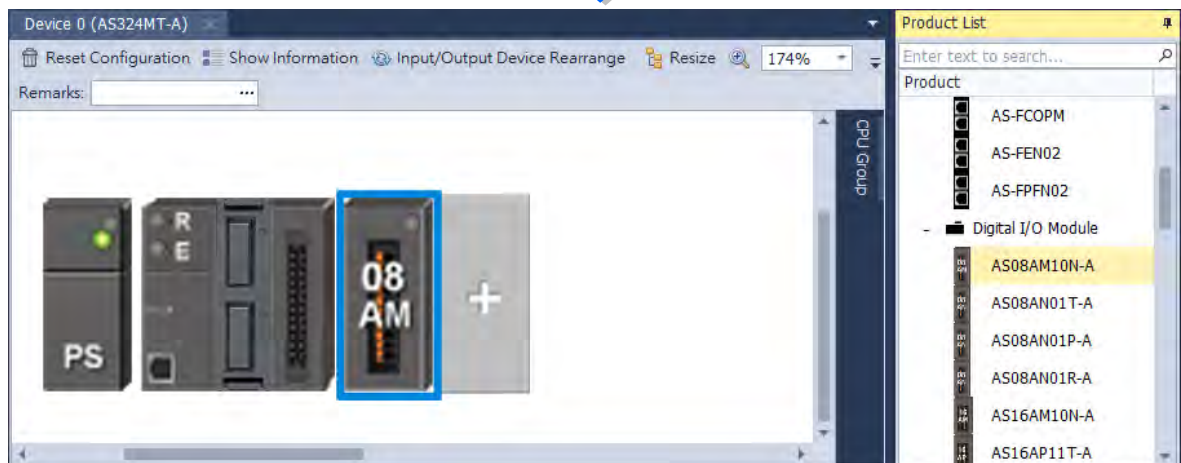 Device 0 (AS324MT-A)
Reset Configuration Show Information Input/Output Device Rearrange Resize 174%
Remarks: ...
CPU Group
PS
R
E
08
AM
+
Product List
Enter text to search...
Product
AS-FCOPM
AS-FEN02
AS-FPFN02
- Digital I/O Module
AS08AM10N-A
AS08AN01T-A
AS08AN01P-A
AS08AN01R-A
AS16AM10N-A
AS16AP11T-A